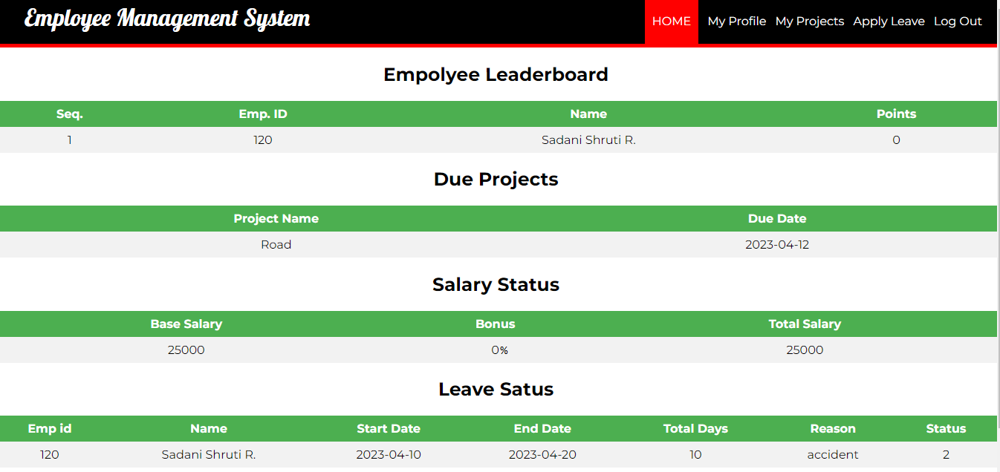 Employee Management System HOME My Profile My Projects Apply Leave Log Out
Empolyee Leaderboard
Seq. Emp. ID Name Points
1 120 Sadani Shruti R. 0
Due Projects
Project Name Due Date
Road 2023-04-12
Salary Status
Base Salary Bonus Total Salary
25000 0% 25000
Leave Satus
Emp id Name Start Date End Date Total Days Reason Status
120 Sadani Shruti R. 2023-04-10 2023-04-20 10 accident 2